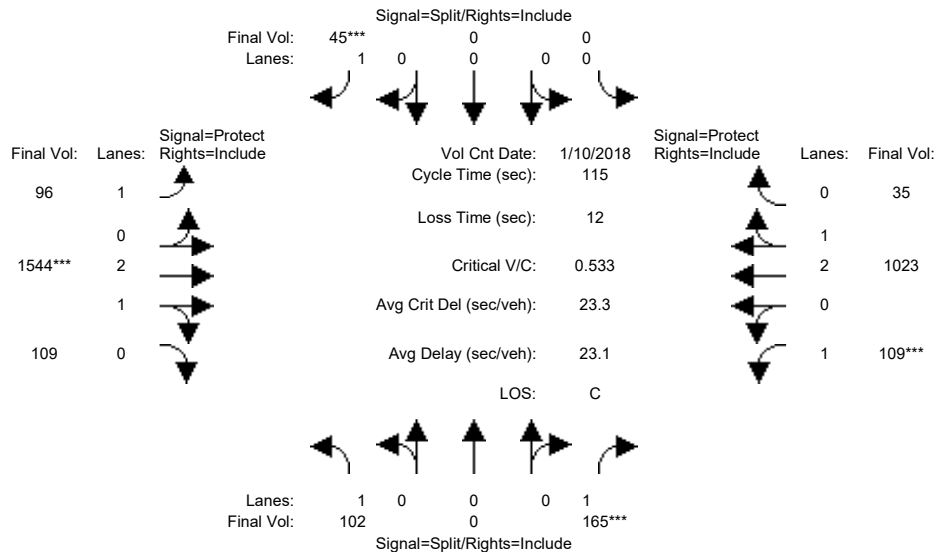 Signal=Split/Rights=Include
Final Vol: 45*** 0 0
Lanes: 1 0 0 0 0
Signal=Protect Signal=Protect
Final Vol: Lanes: Rights=Include Vol Cnt Date: 1/10/2018 Rights=Include Lanes: Final Vol:
Cycle Time (sec): 115
96 1 0 35
Loss Time (sec): 12
0 1
1544*** 2 Critical V/C: 0.533 2 1023
1 Avg Crit Del (sec/veh): 23.3 0
109 0 Avg Delay (sec/veh): 23.1 1 109***
LOS: C
Lanes: 1 0 0 0 1
Final Vol: 102 0 165***
Signal=Split/Rights=Include